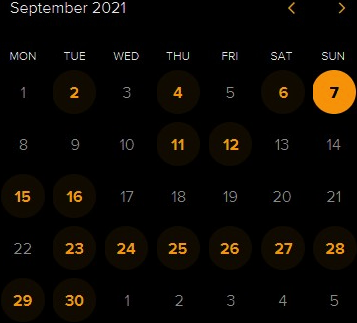 September 2021
MON TUE WED THU FRI SAT SUN
1 2 3 4 5 6 7
8 9 10 11 12 13 14
15 16 17 18 19 20 21
22 23 24 25 26 27 28
29 30 1 2 3 4 5